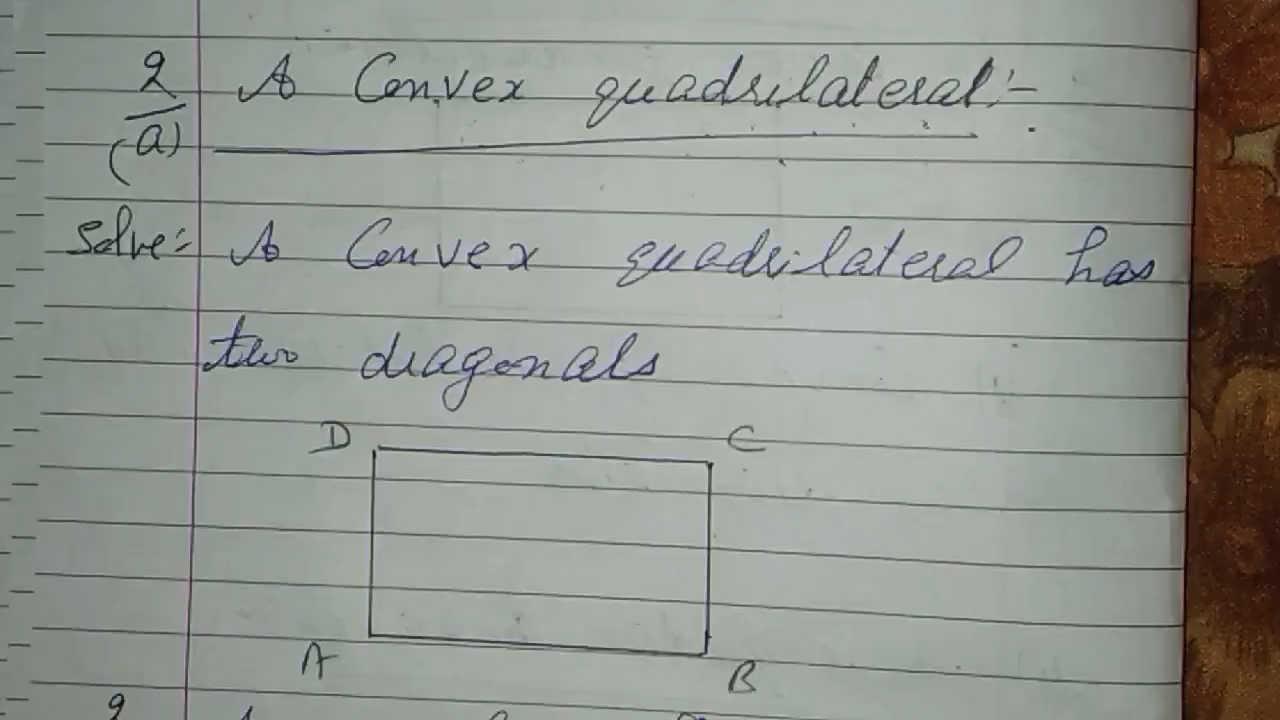 2 A Convex quadrilateral:-
(a)
Solve:- A Convex quadrilateral has
two diagonals
D C
A B